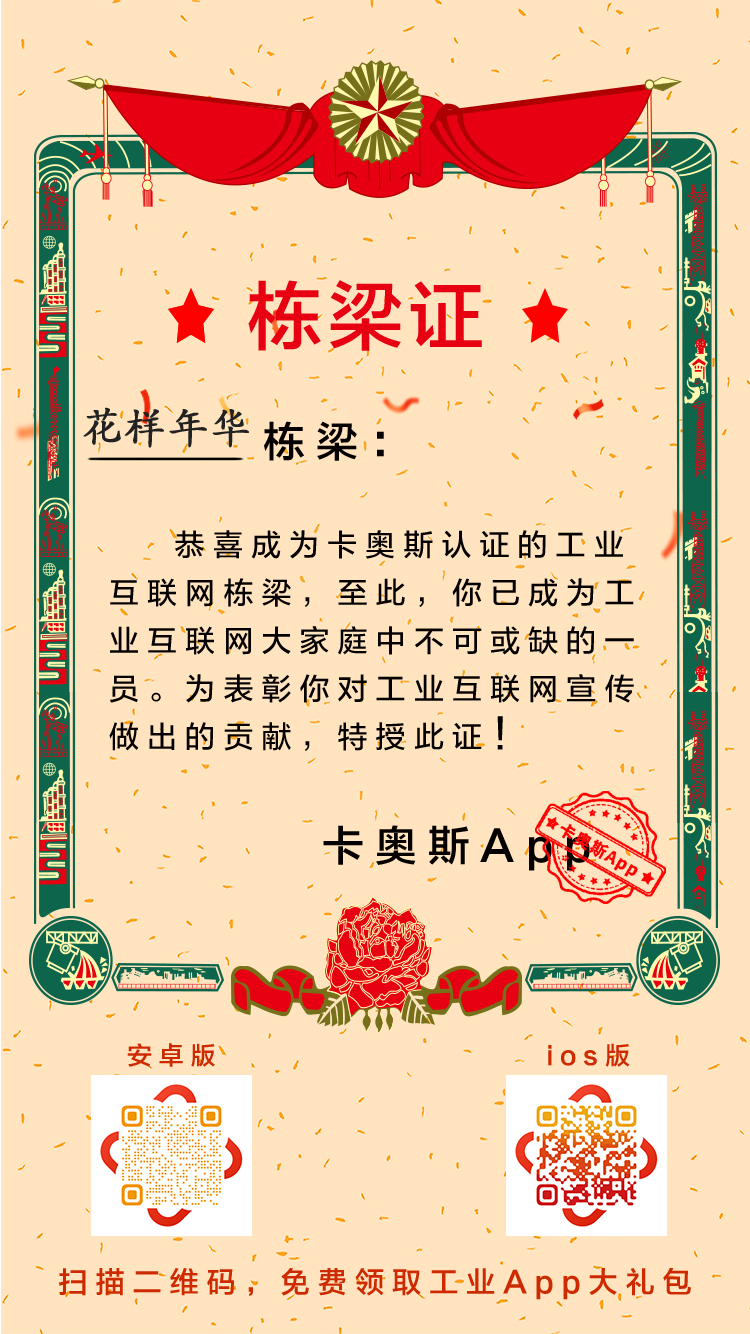 栋梁证
花样年华 栋梁：
恭喜成为卡奥斯认证的工业
互联网栋梁，至此，你已成为工
业互联网大家庭中不可或缺的一
员。为表彰你对工业互联网宣传
做出的贡献，特授此证！
卡奥斯App
卡奥斯App
安卓版
ios版
扫描二维码，免费领取工业App大礼包